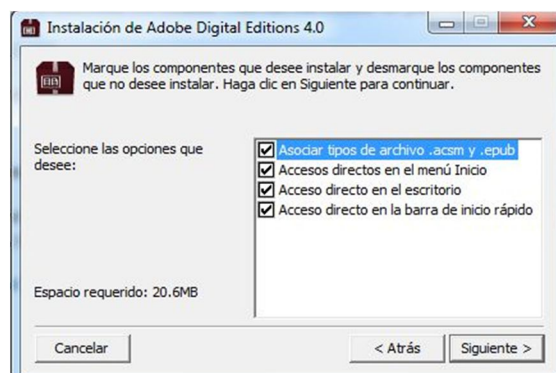 Instalación de Adobe Digital Editions 4.0
Marque los componentes que desee instalar y desmarque los componentes
que no desee instalar. Haga clic en Siguiente para continuar.
Seleccione las opciones que
desee:
Asociar tipos de archivo .acsm y .epub
Accesos directos en el menú Inicio
Acceso directo en el escritorio
Acceso directo en la barra de inicio rápido
Espacio requerido: 20.6MB
Cancelar
< Atrás
Siguiente >